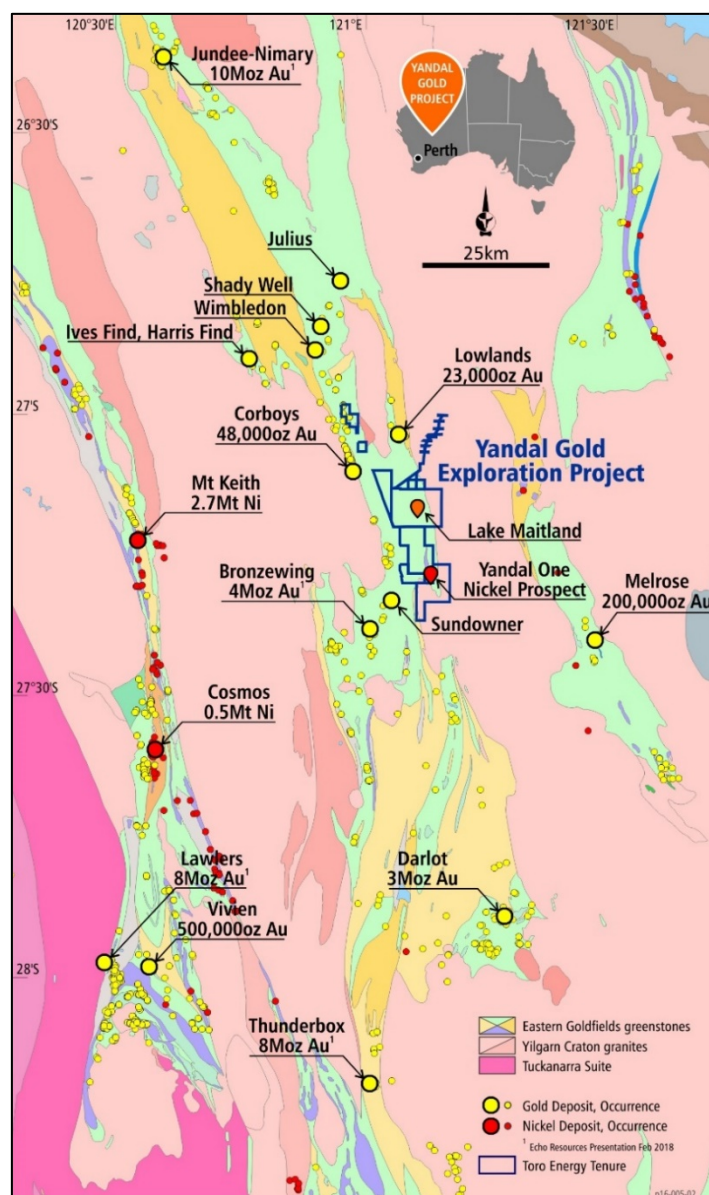 120°30'E
121°E
121°30'E
Jundee-Nimary
10Moz Au¹
YANDAL
GOLD
PROJECT
Perth
26°30'S
25km
Julius
Shady Well
Wimbledon
Ives Find, Harris Find
Lowlands
23,000oz Au
27°S
Corboys
48,000oz Au
Yandal Gold
Exploration Project
Mt Keith
2.7Mt Ni
Lake Maitland
Bronzewing
4Moz Au¹
Yandal One
Nickel Prospect
Melrose
200,000oz Au
Sundowner
27°30'S
Cosmos
0.5Mt Ni
Lawlers
8Moz Au¹
Darlot
3Moz Au
Vivien
500,000oz Au
28°S
Thunderbox
8Moz Au¹
Eastern Goldfields greenstones
Yilgarn Craton granites
Tuckanarra Suite
Gold Deposit, Occurrence
Nickel Deposit, Occurrence
¹ Echo Resources Presentation Feb 2018
Toro Energy Tenure